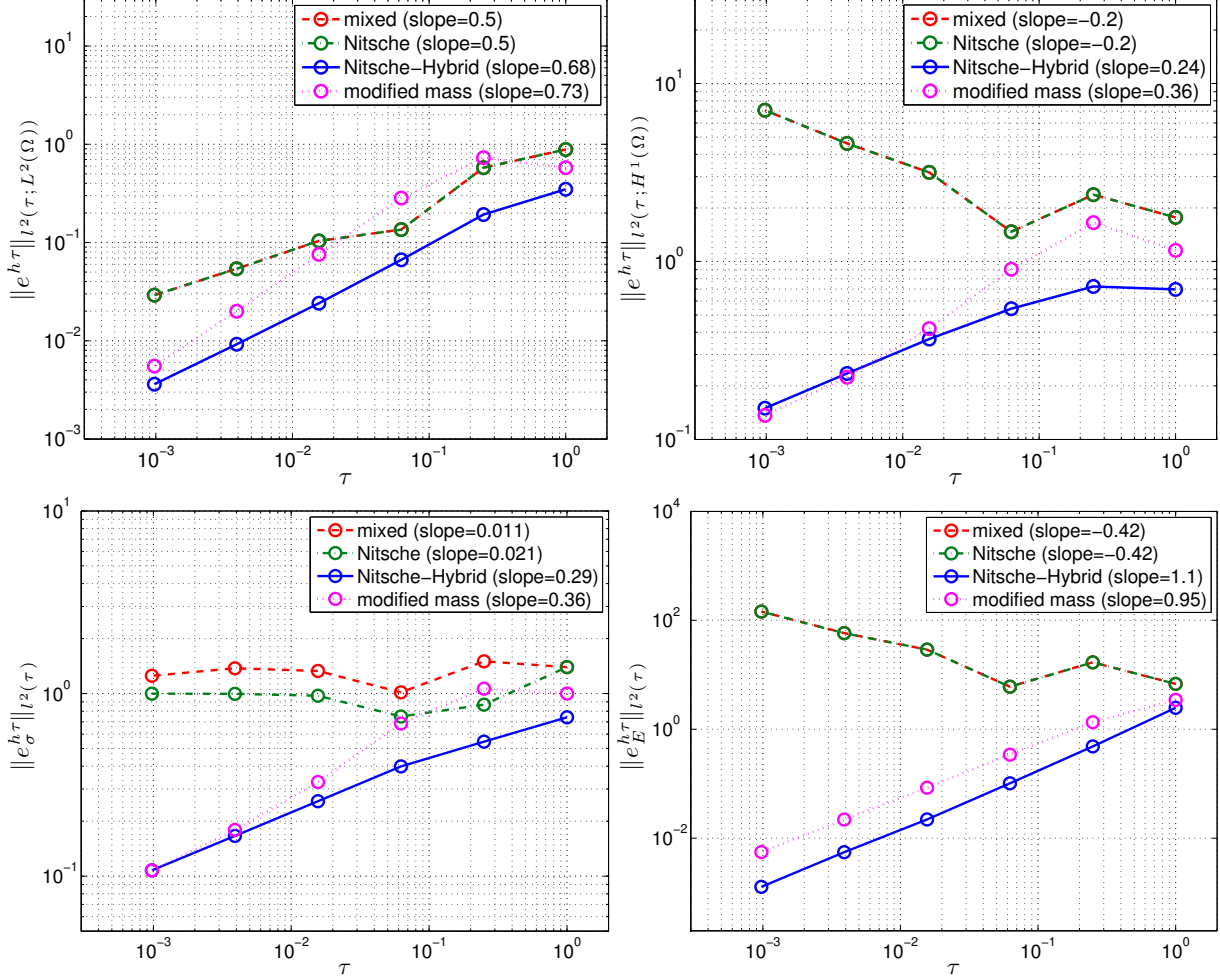 mixed (slope=0.5)
Nitsche (slope=0.5)
Nitsche−Hybrid (slope=0.68)
modified mass (slope=0.73)
10^1
10^0
10^−1
10^−2
10^−3
||e^{hτ}||_{l^2(τ;L^2(Ω))}
10^−3 10^−2 10^−1 10^0
τ
mixed (slope=−0.2)
Nitsche (slope=−0.2)
Nitsche−Hybrid (slope=0.24)
modified mass (slope=0.36)
10^1
10^0
10^−1
||e^{hτ}||_{l^2(τ;H^1(Ω))}
10^−3 10^−2 10^−1 10^0
τ
mixed (slope=0.011)
Nitsche (slope=0.021)
Nitsche−Hybrid (slope=0.29)
modified mass (slope=0.36)
10^1
10^0
10^−1
||e_σ^{hτ}||_{l^2(τ)}
10^−3 10^−2 10^−1 10^0
τ
mixed (slope=−0.42)
Nitsche (slope=−0.42)
Nitsche−Hybrid (slope=1.1)
modified mass (slope=0.95)
10^4
10^2
10^0
10^−2
||e_E^{hτ}||_{l^2(τ)}
10^−3 10^−2 10^−1 10^0
τ